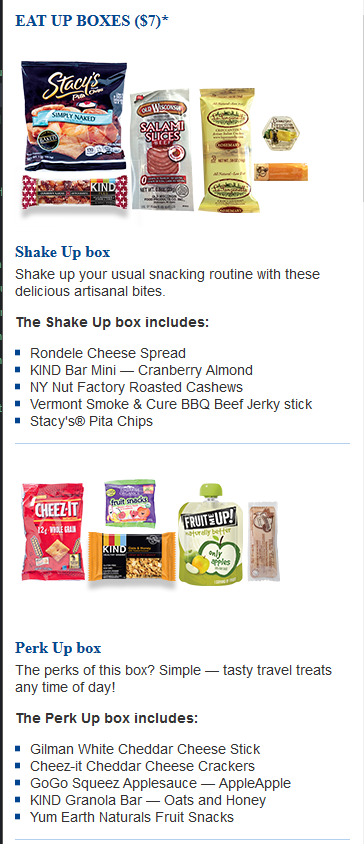 EAT UP BOXES ($7)*
Stacy's
Pita Chips
SIMPLY NAKED
BAKED
KIND
OLD WISCONSIN
SALAMI
SLICES
BEEF
Shake Up box
Shake up your usual snacking routine with these
delicious artisanal bites.
The Shake Up box includes:
Rondele Cheese Spread
KIND Bar Mini — Cranberry Almond
NY Nut Factory Roasted Cashews
Vermont Smoke & Cure BBQ Beef Jerky stick
Stacy's® Pita Chips
CHEEZ-IT
12g WHOLE GRAIN
fruit snacks
KIND
Oats & Honey
FRUIT ME UP!
naturally better
only
apples
Perk Up box
The perks of this box? Simple — tasty travel treats
any time of day!
The Perk Up box includes:
Gilman White Cheddar Cheese Stick
Cheez-it Cheddar Cheese Crackers
GoGo Squeez Applesauce — AppleApple
KIND Granola Bar — Oats and Honey
Yum Earth Naturals Fruit Snacks